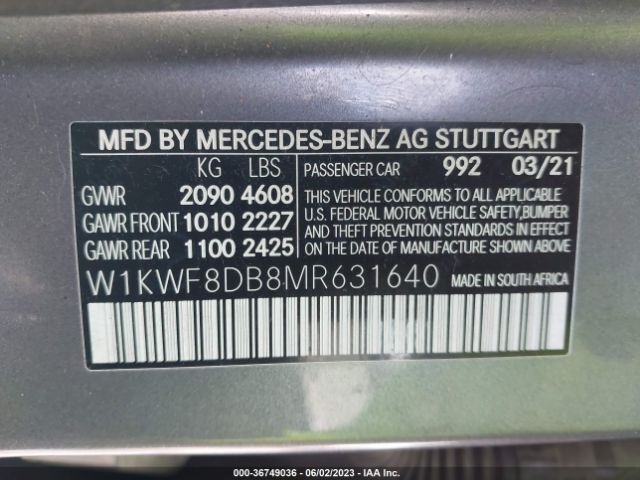 MFD BY MERCEDES-BENZ AG STUTTGART
KG LBS
GVWR 2090 4608
GAWR FRONT 1010 2227
GAWR REAR 1100 2425
PASSENGER CAR 992 03/21
THIS VEHICLE CONFORMS TO ALL APPLICABLE
U.S. FEDERAL MOTOR VEHICLE SAFETY,BUMPER
AND THEFT PREVENTION STANDARDS IN EFFECT
ON THE DATE OF MANUFACTURE SHOWN ABOVE.
W1KWF8DB8MR631640 MADE IN SOUTH AFRICA
000-36749036 - 06/02/2023 - IAA Inc.